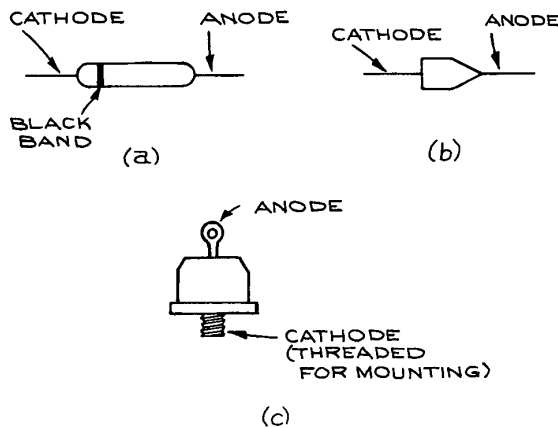 CATHODE
ANODE
BLACK
BAND
(a)
CATHODE
ANODE
(b)
ANODE
CATHODE
(THREADED
FOR MOUNTING)
(c)